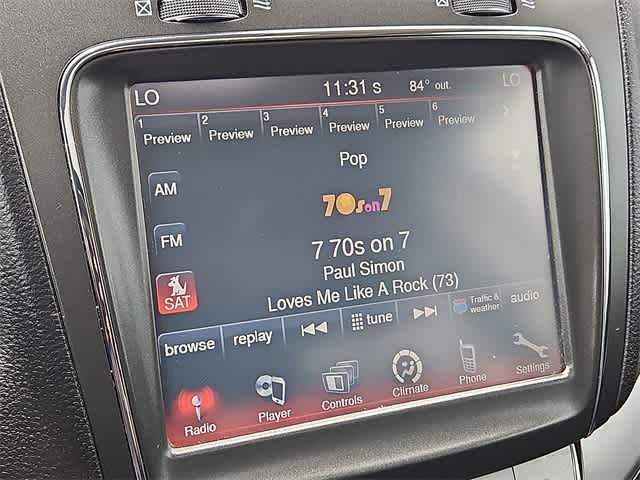 LO 11:31 S 84° out. LO
1 2 3 4 5 6
Preview Preview Preview Preview Preview Preview
Pop
AM
70s on 7
FM
7 70s on 7
Paul Simon
SAT
Loves Me Like A Rock (73)
browse replay tune Traffic & weather audio
Radio Player Controls Climate Phone Settings